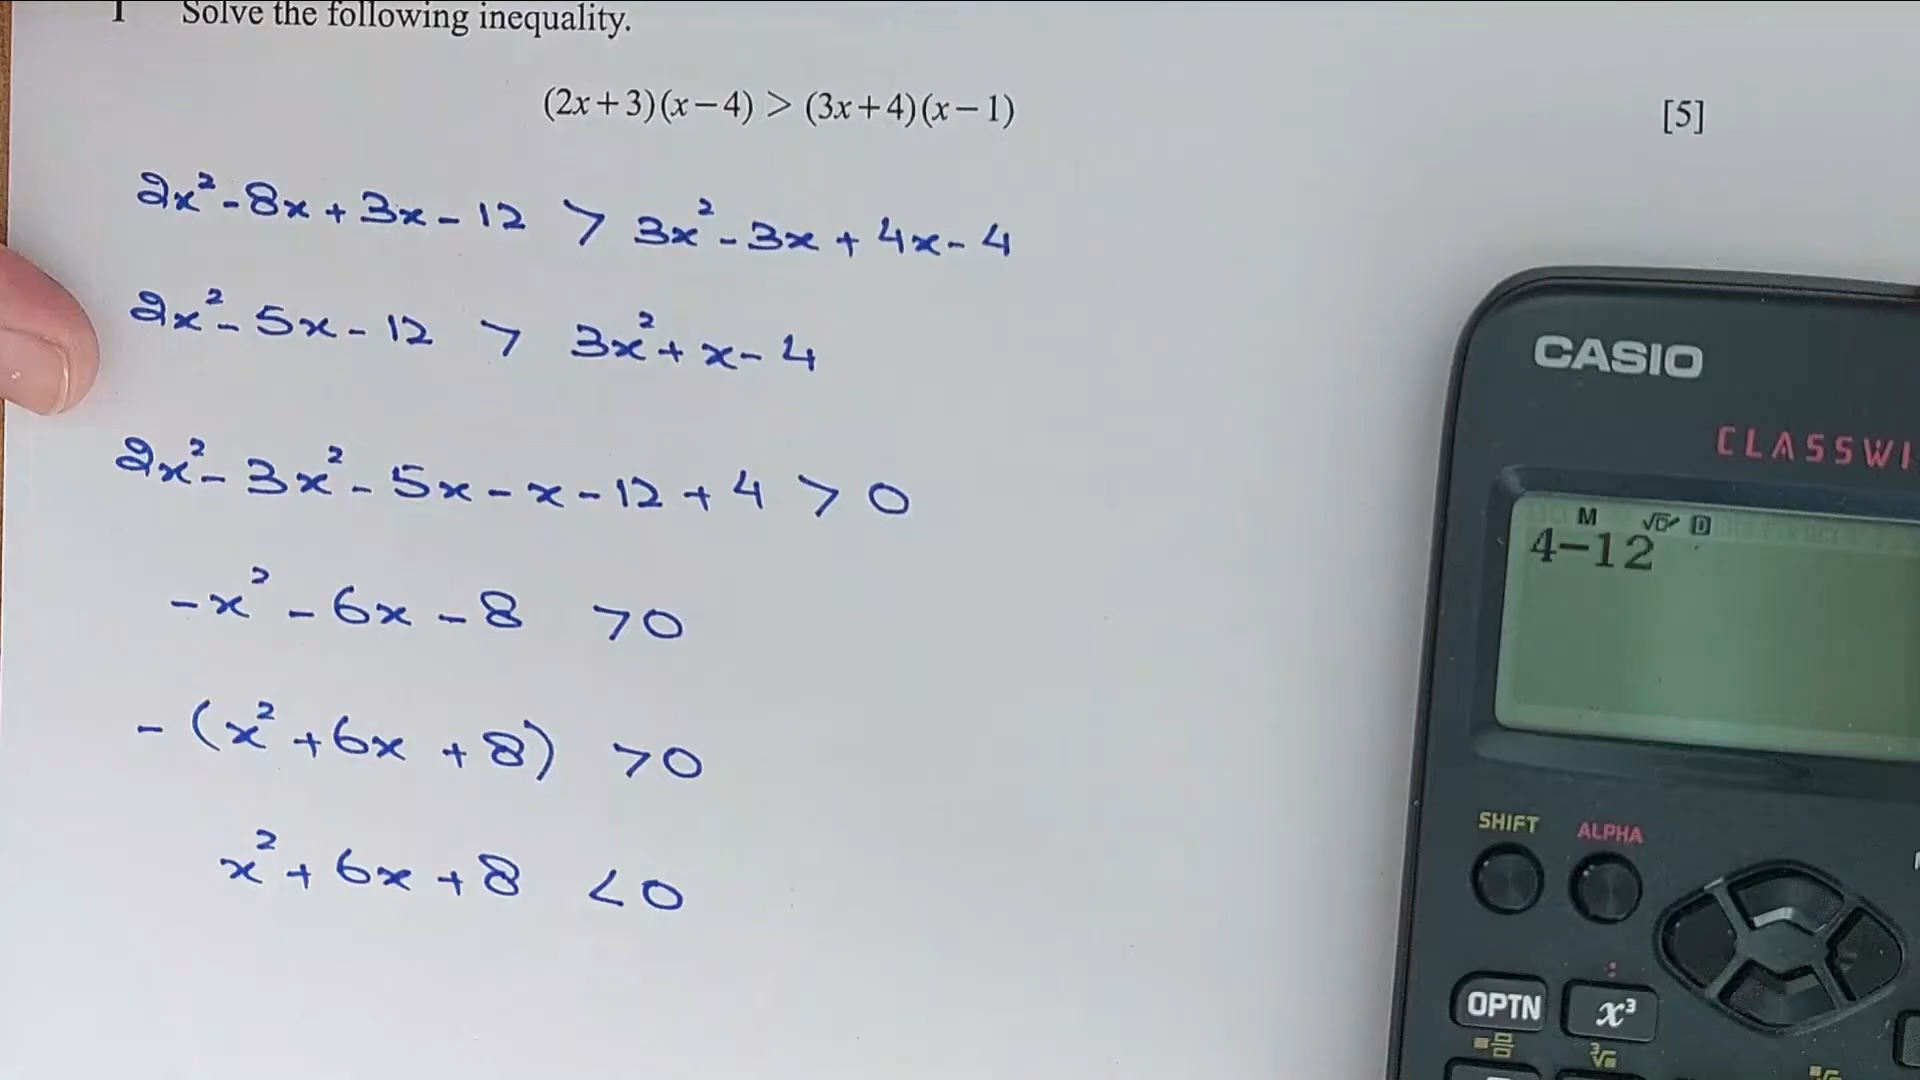 1 Solve the following inequality.
(2x+3)(x−4) > (3x+4)(x−1) [5]
2x² - 8x + 3x - 12 > 3x² - 3x + 4x - 4
2x² - 5x - 12 > 3x² + x - 4
2x² - 3x² - 5x - x - 12 + 4 > 0
-x² - 6x - 8 > 0
-(x² + 6x + 8) > 0
x² + 6x + 8 < 0
CASIO
CLASSWI
M √▱⁄ D
4−12
SHIFT ALPHA
:
OPTN x³
³√